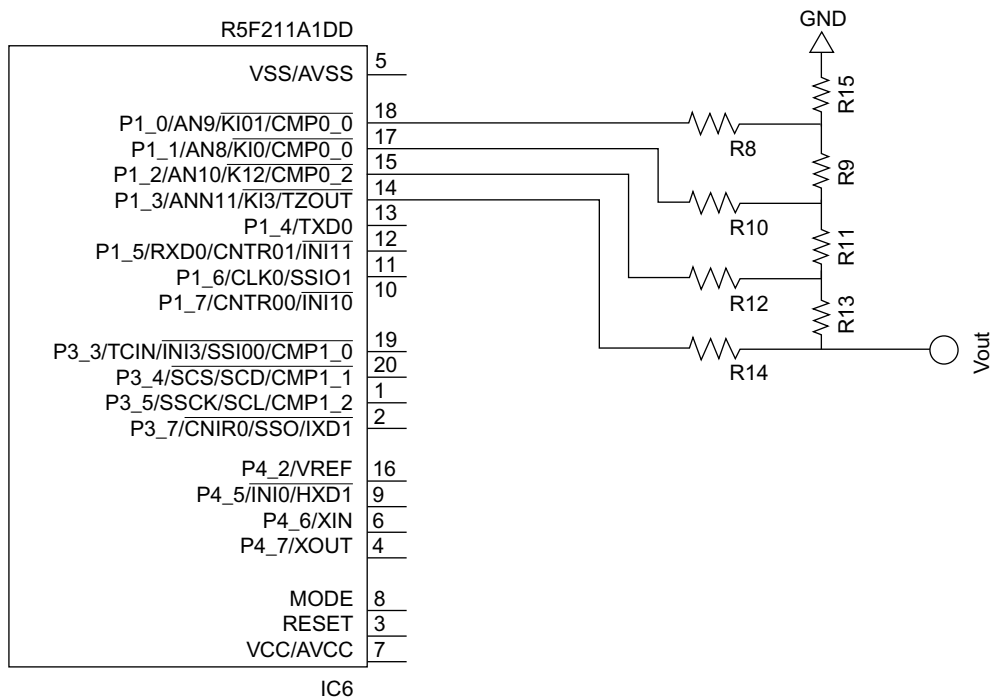 R5F211A1DD
VSS/AVSS
5
P1_0/AN9/KI01/CMP0_0
18
P1_1/AN8/KI0/CMP0_0
17
P1_2/AN10/K12/CMP0_2
15
P1_3/ANN11/KI3/TZOUT
14
P1_4/TXD0
13
P1_5/RXD0/CNTR01/INI11
12
P1_6/CLK0/SSIO1
11
P1_7/CNTR00/INI10
10
P3_3/TCIN/INI3/SSI00/CMP1_0
19
P3_4/SCS/SCD/CMP1_1
20
P3_5/SSCK/SCL/CMP1_2
1
P3_7/CNIR0/SSO/IXD1
2
P4_2/VREF
16
P4_5/INI0/HXD1
9
P4_6/XIN
6
P4_7/XOUT
4
MODE
8
RESET
3
VCC/AVCC
7
IC6
GND
R15
R8
R9
R10
R11
R12
R13
R14
Vout